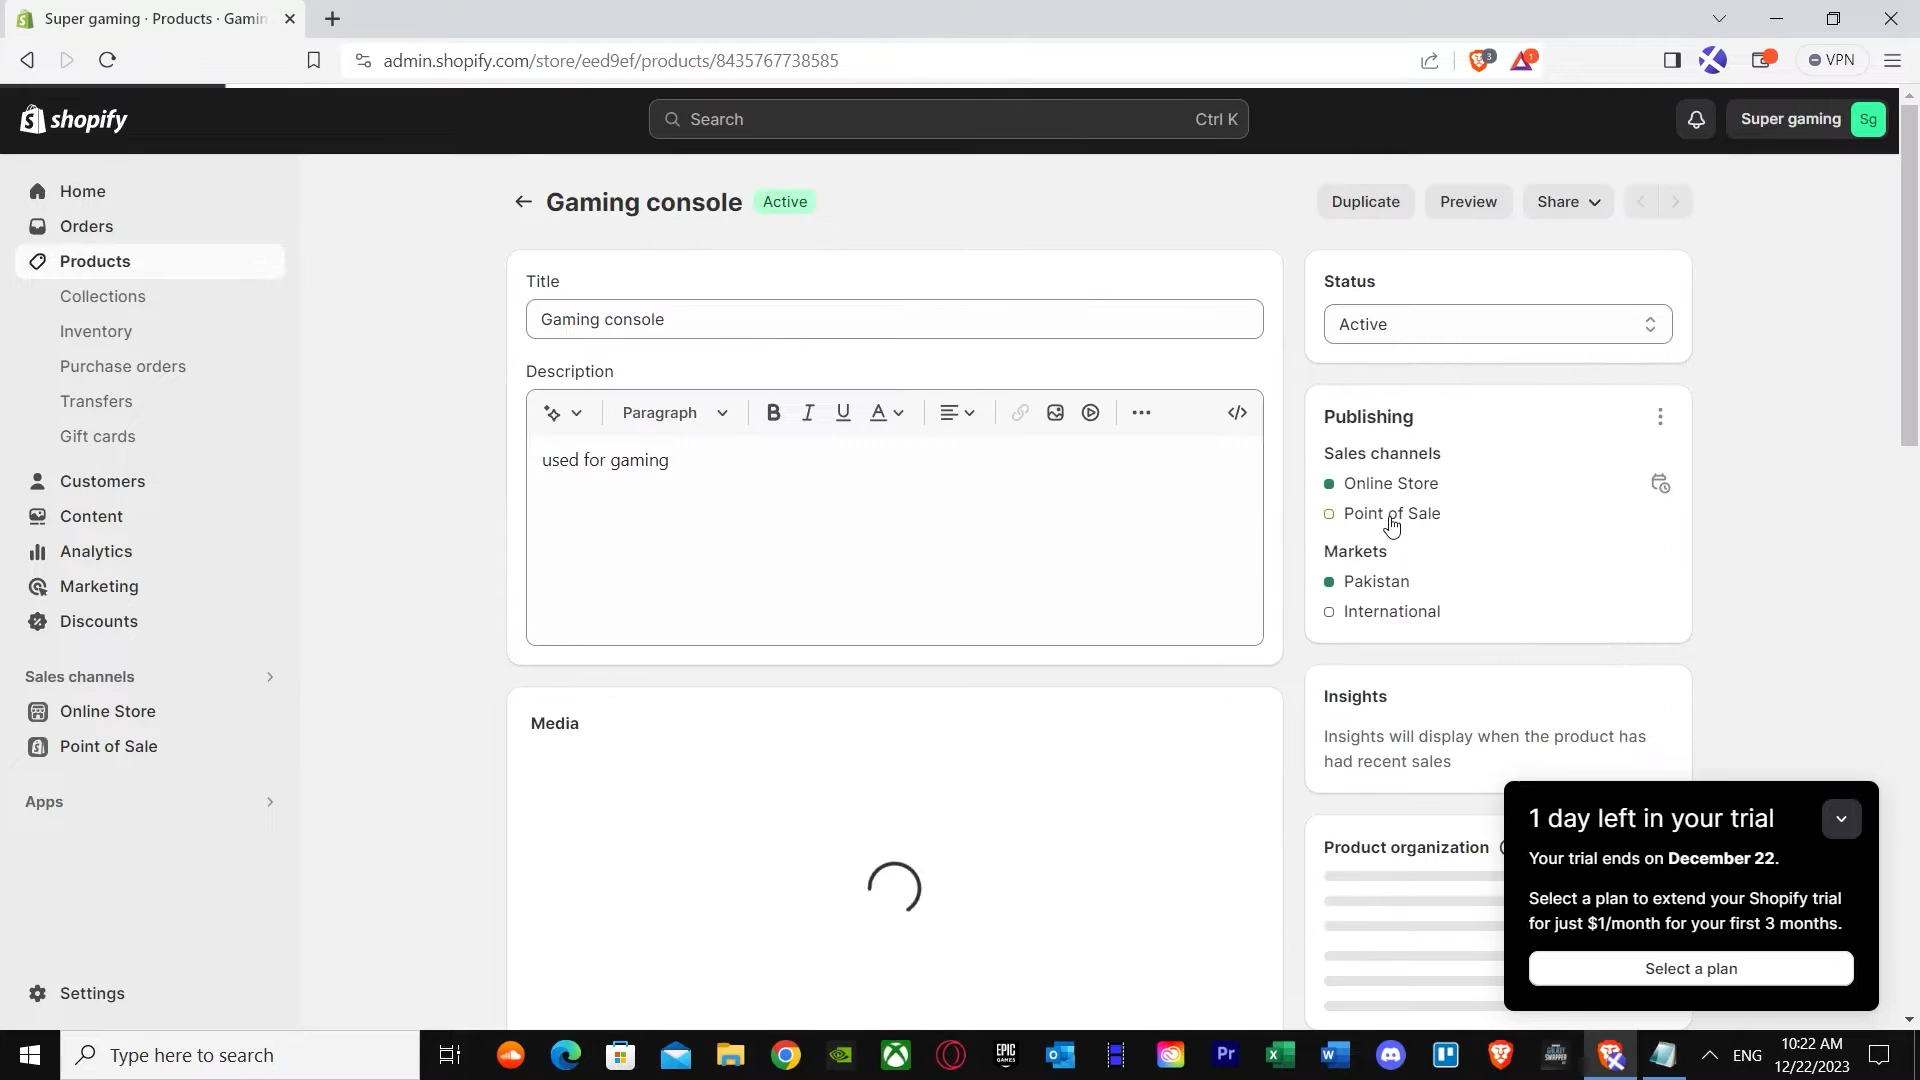 Super gaming · Products · Gamin
admin.shopify.com/store/eed9ef/products/8435767738585
3
1
VPN
shopify
Search
Ctrl K
Super gaming
Sg
Home
Orders
Products
Collections
Inventory
Purchase orders
Transfers
Gift cards
Customers
Content
Analytics
Marketing
Discounts
Sales channels
Online Store
Point of Sale
Apps
Settings
Gaming console
Active
Duplicate
Preview
Share
Title
Gaming console
Description
Paragraph
B I U A
used for gaming
Media
Status
Active
Publishing
Sales channels
Online Store
Point of Sale
Markets
Pakistan
International
Insights
Insights will display when the product has
had recent sales
Product organization
1 day left in your trial
Your trial ends on December 22.
Select a plan to extend your Shopify trial
for just $1/month for your first 3 months.
Select a plan
Type here to search
EPIC
GAMES
Pr
ENG
10:22 AM
12/22/2023